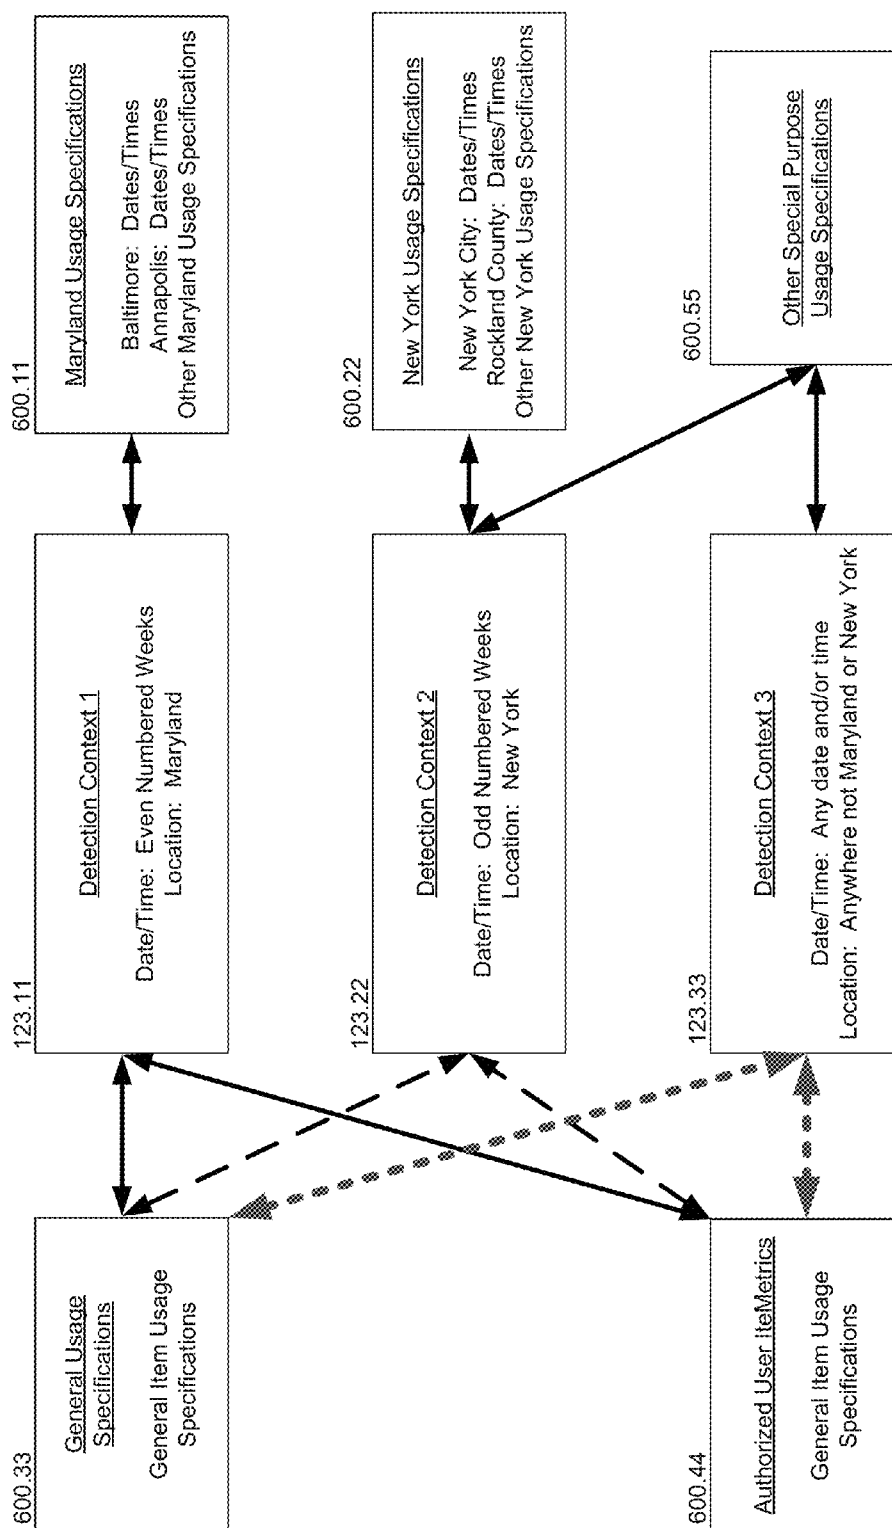 600.33
General Usage
Specifications
General Item Usage
Specifications
123.11
Detection Context 1
Date/Time: Even Numbered Weeks
Location: Maryland
600.11
Maryland Usage Specifications
Baltimore: Dates/Times
Annapolis: Dates/Times
Other Maryland Usage Specifications
123.22
Detection Context 2
Date/Time: Odd Numbered Weeks
Location: New York
600.22
New York Usage Specifications
New York City: Dates/Times
Rockland County: Dates/Times
Other New York Usage Specifications
600.44
Authorized User IteMetrics
General Item Usage
Specifications
123.33
Detection Context 3
Date/Time: Any date and/or time
Location: Anywhere not Maryland or New York
600.55
Other Special Purpose
Usage Specifications